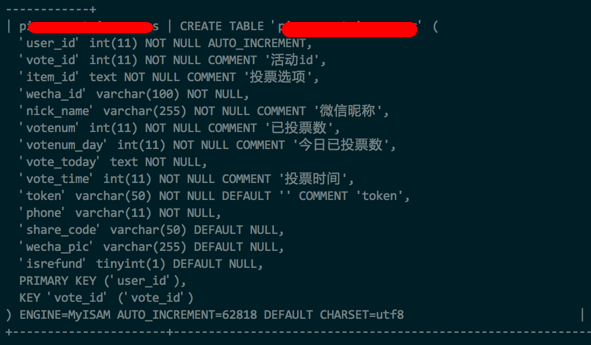 ------------+
| pi s | CREATE TABLE 'p ' (
'user_id' int(11) NOT NULL AUTO_INCREMENT,
'vote_id' int(11) NOT NULL COMMENT '活动id',
'item_id' text NOT NULL COMMENT '投票选项',
'wecha_id' varchar(100) NOT NULL,
'nick_name' varchar(255) NOT NULL COMMENT '微信昵称',
'votenum' int(11) NOT NULL COMMENT '已投票数',
'votenum_day' int(11) NOT NULL COMMENT '今日已投票数',
'vote_today' text NOT NULL,
'vote_time' int(11) NOT NULL COMMENT '投票时间',
'token' varchar(50) NOT NULL DEFAULT '' COMMENT 'token',
'phone' varchar(11) NOT NULL,
'share_code' varchar(50) DEFAULT NULL,
'wecha_pic' varchar(255) DEFAULT NULL,
'isrefund' tinyint(1) DEFAULT NULL,
PRIMARY KEY ('user_id'),
KEY 'vote_id' ('vote_id')
) ENGINE=MyISAM AUTO_INCREMENT=62818 DEFAULT CHARSET=utf8 |
+----------------------+------------------------------------------------------------